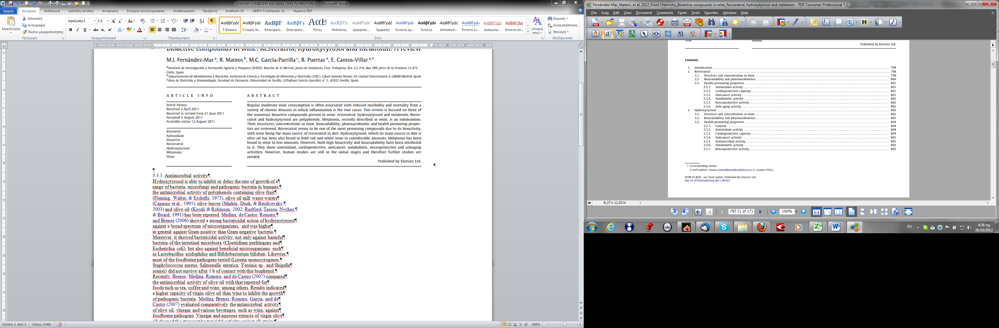 ASKHSH SYN8ESHS KAI ANALYSHS PLHROFORIAS - Microsoft Word
Αρχείο Κεντρική Εισαγωγή Διάταξη σελίδας Αναφορές Στοιχεία αλληλογραφίας Αναθεώρηση Προβολή EndNote X5 ABBYY FineReader 11 Nuance PDF
Επικόλληση
Αποκοπή
Αντιγραφή
Πινέλο μορφοποίησης
Πρόχειρο
AdvGulliv-I 7,5
Γραμματοσειρά
Παράγραφος
¶ Βασικό ¶ Χωρίς δι... Επικεφαλί... Επικεφαλί... Τίτλος Υπότιτλος Διακριτικ... Έμφαση Έντονη έμ... Έντονο Απόσπασ... Έντονο ει... Διακριτικ... Έντονη αν...
Αλλαγή στυλ
Στυλ
Εύρεση
Αντικατάσταση
Επιλογή
Επεξεργασία
Bioactive compounds in wine: Resveratrol, hydroxytyrosol and melatonin: A review
M.I. Fernández-Mar a, R. Mateos b, M.C. García-Parrilla c, B. Puertas a, E. Cantos-Villar a,*
a Instituto de Investigación y Formación Agraria y Pesquera (IFAPA), Rancho de la Merced, Junta de Andalucía, Ctra. Trebujena, Km 3.2, P.O. Box 589, Jerez de la Frontera 11.471,
Cádiz, Spain
b Departamento de Metabolismo y Nutrición, Instituto de Ciencia y Tecnología de Alimentos y Nutrición (CSIC), C/José Antonio Novais 10, Ciudad Universitaria, E-28040 Madrid, Spain
c Área de Nutrición y Bromatología, Facultad de Farmacia, Universidad de Sevilla, C/Profesor García González n° 2, 41012 Sevilla, Spain
ARTICLE INFO
Article history:
Received 3 April 2011
Received in revised form 21 June 2011
Accepted 5 August 2011
Available online 12 August 2011
Keywords:
Antioxidant
Bioactive
Resveratrol
Hydroxytyrosol
Melatonin
Wine
ABSTRACT
Regular moderate wine consumption is often associated with reduced morbidity and mortality from a
variety of chronic diseases in which inflammation is the root cause. This review is focused on three of
the numerous bioactive compounds present in wine: resveratrol, hydroxytyrosol and melatonin. Resve-
ratrol and hydroxytyrosol are polyphenols. Melatonin, recently described in wine, is an indoleamine.
Their structures, concentrations in wine, bioavailability, pharmacokinetic and health promoting proper-
ties are reviewed. Resveratrol seems to be one of the most promising compounds due to its bioactivity,
with wine being the main source of resveratrol in diet. Hydroxytyrosol, which its main source in diet is
olive oil has been also found in both red and white wine in considerable amounts. Melatonin has been
found in wine in low amounts. However, both high bioactivity and bioavailability have been attributed
to it. They show antioxidant, cardioprotective, anticancer, antidiabetic, neuroprotective and antiaging
activities. However, human studies are still in the initial stages and therefore further studies are
needed.
Published by Elsevier Ltd.
¶
¶
3.3.5. Antimicrobial activity¶
Hydroxytyrosol is able to inhibit or delay the rate of growth of a¶
range of bacteria, microfungi and pathogenic bacteria in humans,¶
the antimicrobial activity of polyphenols containing olive fruit¶
(Fleming, Walter, & Etchells, 1973), olive oil mill waste waters¶
(Capasso et al., 1995), olive leaves (Markin, Duek, & Berdicevsky,¶
2003) and olive oil (Keceli & Robinson, 2002; Radford, Tassou, Nychas,¶
& Board, 1991) has been reported. Medina, de Castro, Romero,¶
and Brenes (2006) showed a strong bactericidal action of hydroxytyrosol¶
against a broad spectrum of microorganisms, and was higher¶
in general against Gram-positive than Gram-negative bacteria.¶
Moreover, it showed bactericidal activity, not only against harmful¶
bacteria of the intestinal microbiota (Clostridium perfringens and¶
Escherichia coli), but also against beneficial microorganisms such¶
as Lactobacillus acidophilus and Bifidobacterium bifidum. Likewise,¶
most of the foodborne pathogens tested (Listeria monocytogenes,¶
Staphylococcus aureus, Salmonella enterica, Yersinia sp., and Shigella¶
sonnei) did not survive after 1 h of contact with this biophenol.¶
Recently, Brenes, Medina, Romero, and de Castro (2007) compared¶
the antimicrobial activity of olive oil with that reported for¶
foods such as tea, coffee and wine, among others. Results indicated¶
a higher capacity of virgin olive oil than wine to inhibit the growth¶
of pathogenic bacteria. Medina, Brenes, Romero, García, and de¶
Castro (2007) evaluated comparatively the antimicrobial activity¶
of olive oil, vinegar and various beverages, such as wine, against¶
foodborne pathogens. Vinegar and aqueous extracts of virgin olive¶
oil showed the strongest bactericidal activity against all strains¶
Σελίδα: 1 από 2 Λέξεις: 3/461 160%
Fernández-Mar_Mateos_et al_2012_Food Chemistry_Bioactive compounds in wine_Resveratrol, hydroxytyrosol and melatonin - PDF Converter Professional 7.1
File Scan Edit View Document Comments Forms Tools Favorites Window Help
Wine needed.
Published by Elsevier Ltd.
Contents
1. Introduction 798
2. Resveratrol 798
2.1. Structure and concentration in wine 798
2.2. Bioavailability and pharmacokinetics 800
2.3. Health-promoting properties 801
2.3.1. Antioxidant activity 801
2.3.2. Cardioprotective capacity 801
2.3.3. Anticancer activity 801
2.3.4. Antidiabetic activity 802
2.3.5. Neuroprotective activity 802
2.3.6. Anti-aging activity 802
3. Hydroxytyrosol 802
3.1. Structure and concentration in wine 802
3.2. Bioavailability and pharmacokinetics 803
3.3. Health-promoting properties 804
3.3.1. General 804
3.3.2. Antioxidant activity 804
3.3.3. Cardioprotective capacity 804
3.3.4. Anticancer activity 805
3.3.5. Antimicrobial activity 805
3.3.6. Antidiabetic activity 805
3.3.7. Neuroprotective activity 805
* Corresponding author.
E-mail address: emma.cantos@juntadeandalucia.es (E. Cantos-Villar).
0308-8146/$ - see front matter Published by Elsevier Ltd.
doi:10.1016/j.foodchem.2011.08.023
8,27 x 11,02 in
797 (1 of 17) 100%
EN 6:26 πμ
26/10/2012